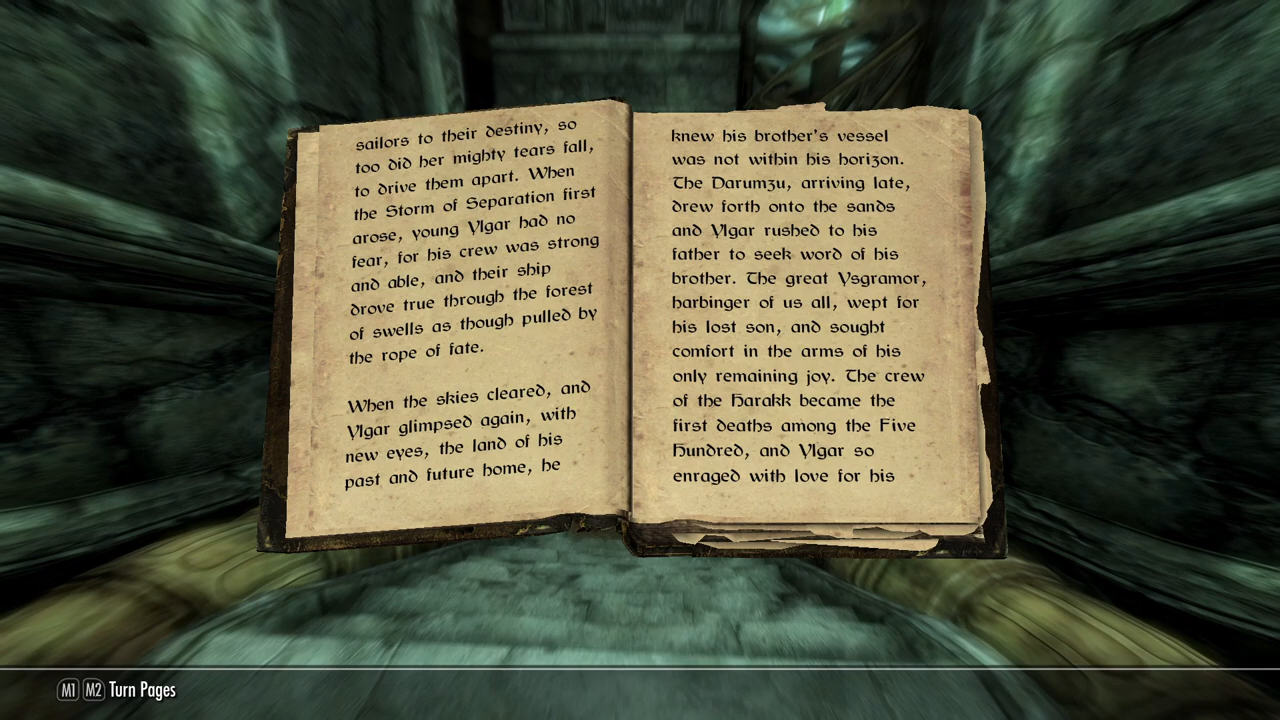 sailors to their destiny, so
too did her mighty tears fall,
to drive them apart. When
the Storm of Separation first
arose, young Ylgar had no
fear, for his crew was strong
and able, and their ship
drove true through the forest
of swells as though pulled by
the rope of fate.
When the skies cleared, and
Ylgar glimpsed again, with
new eyes, the land of his
past and future home, he
knew his brother's vessel
was not within his horizon.
The Darumzu, arriving late,
drew forth onto the sands
and Ylgar rushed to his
father to seek word of his
brother. The great Ysgramor,
harbinger of us all, wept for
his lost son, and sought
comfort in the arms of his
only remaining joy. The crew
of the Harakk became the
first deaths among the Five
Hundred, and Ylgar so
enraged with love for his
M1 M2 Turn Pages